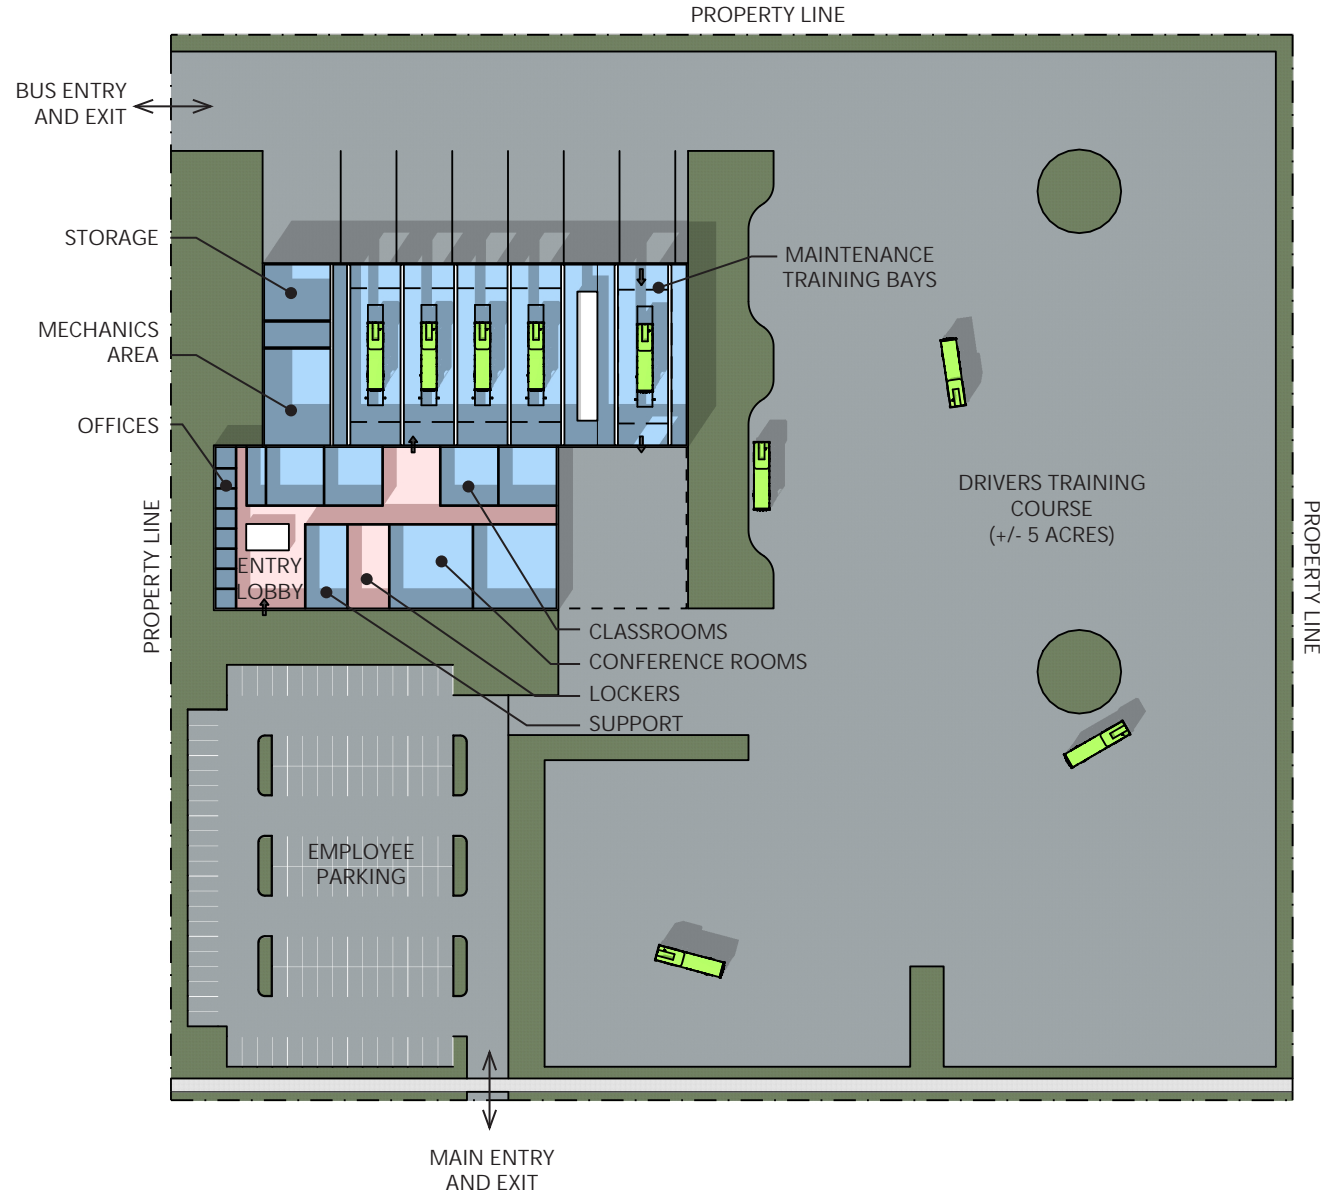 PROPERTY LINE
BUS ENTRY
AND EXIT
STORAGE
MAINTENANCE
TRAINING BAYS
MECHANICS
AREA
OFFICES
DRIVERS TRAINING
COURSE
(+/- 5 ACRES)
PROPERTY LINE
PROPERTY LINE
ENTRY
LOBBY
CLASSROOMS
CONFERENCE ROOMS
LOCKERS
SUPPORT
EMPLOYEE
PARKING
MAIN ENTRY
AND EXIT